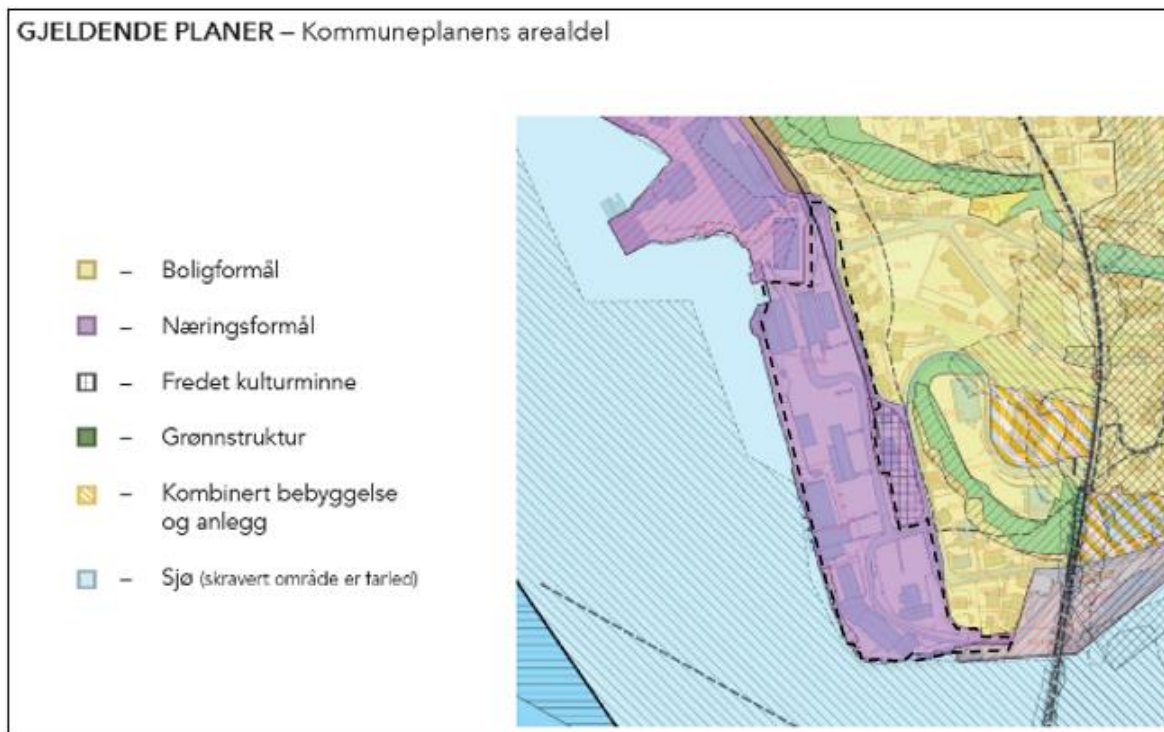 GJELDENDE PLANER – Kommuneplanens arealdel
– Boligformål
– Næringsformål
– Fredet kulturminne
– Grønnstruktur
– Kombinert bebyggelse
og anlegg
– Sjø (skravert område er farled)